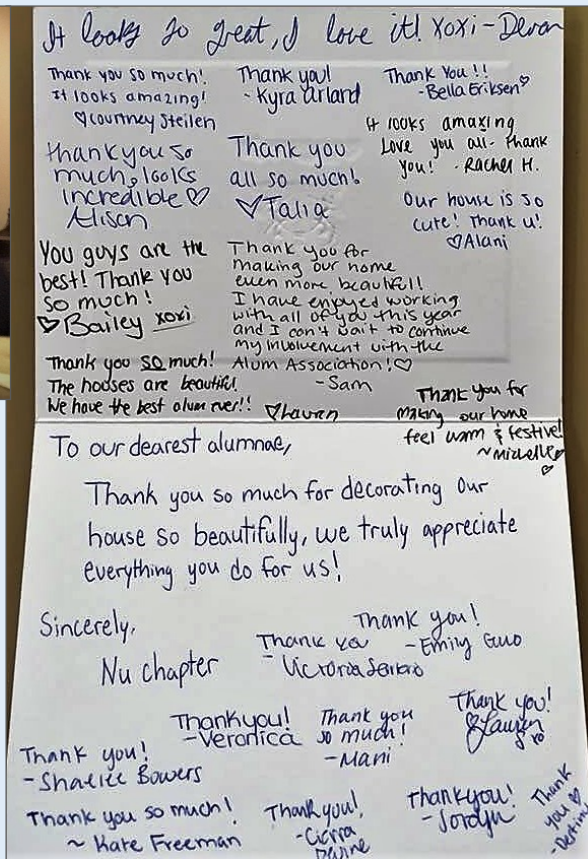 It looks so great, I love it! xoxi - Devon
Thank you so much!
It looks amazing!
♡Courtney Steilen
Thank you!
- Kyra Arland
Thank You!!
- Bella Eriksen♡
It looks amazing
Love you all. Thank
you! - Rachel H.
thank you so
much, looks
incredible ♡
Alison
Thank you
all so much!
♡Talia
Our house is so
cute! Thank u!
♡Alani
You guys are the
best! Thank you
so much!
♡Bailey xoxi
Thank you for
making our home
even more beautiful!
I have enjoyed working
with all of you this year
and I can't wait to continue
my involvement with the
Alum Association!♡
- Sam
Thank you SO much!
The houses are beautiful.
We have the best alum ever!!
♡Lauren
Thank you for
making our home
feel warm & festive!
~Michelle♡
♡
To our dearest alumnae,
Thank you so much for decorating our
house so beautifully, we truly appreciate
everything you do for us!
Sincerely,
Nu chapter
Thank you!
- Emily Guo
Thank you
- Victoria
Thankyou!
- Veronica
Thank you
so much!
- Mani
Thank you!
Lauren
xo
Thank you!
- Bowers
Thank you so much!
~ Kate Freeman
Thank you!
- Cierra
Thankyou!
- Jordyn
Thank
you ♡
- Destiny